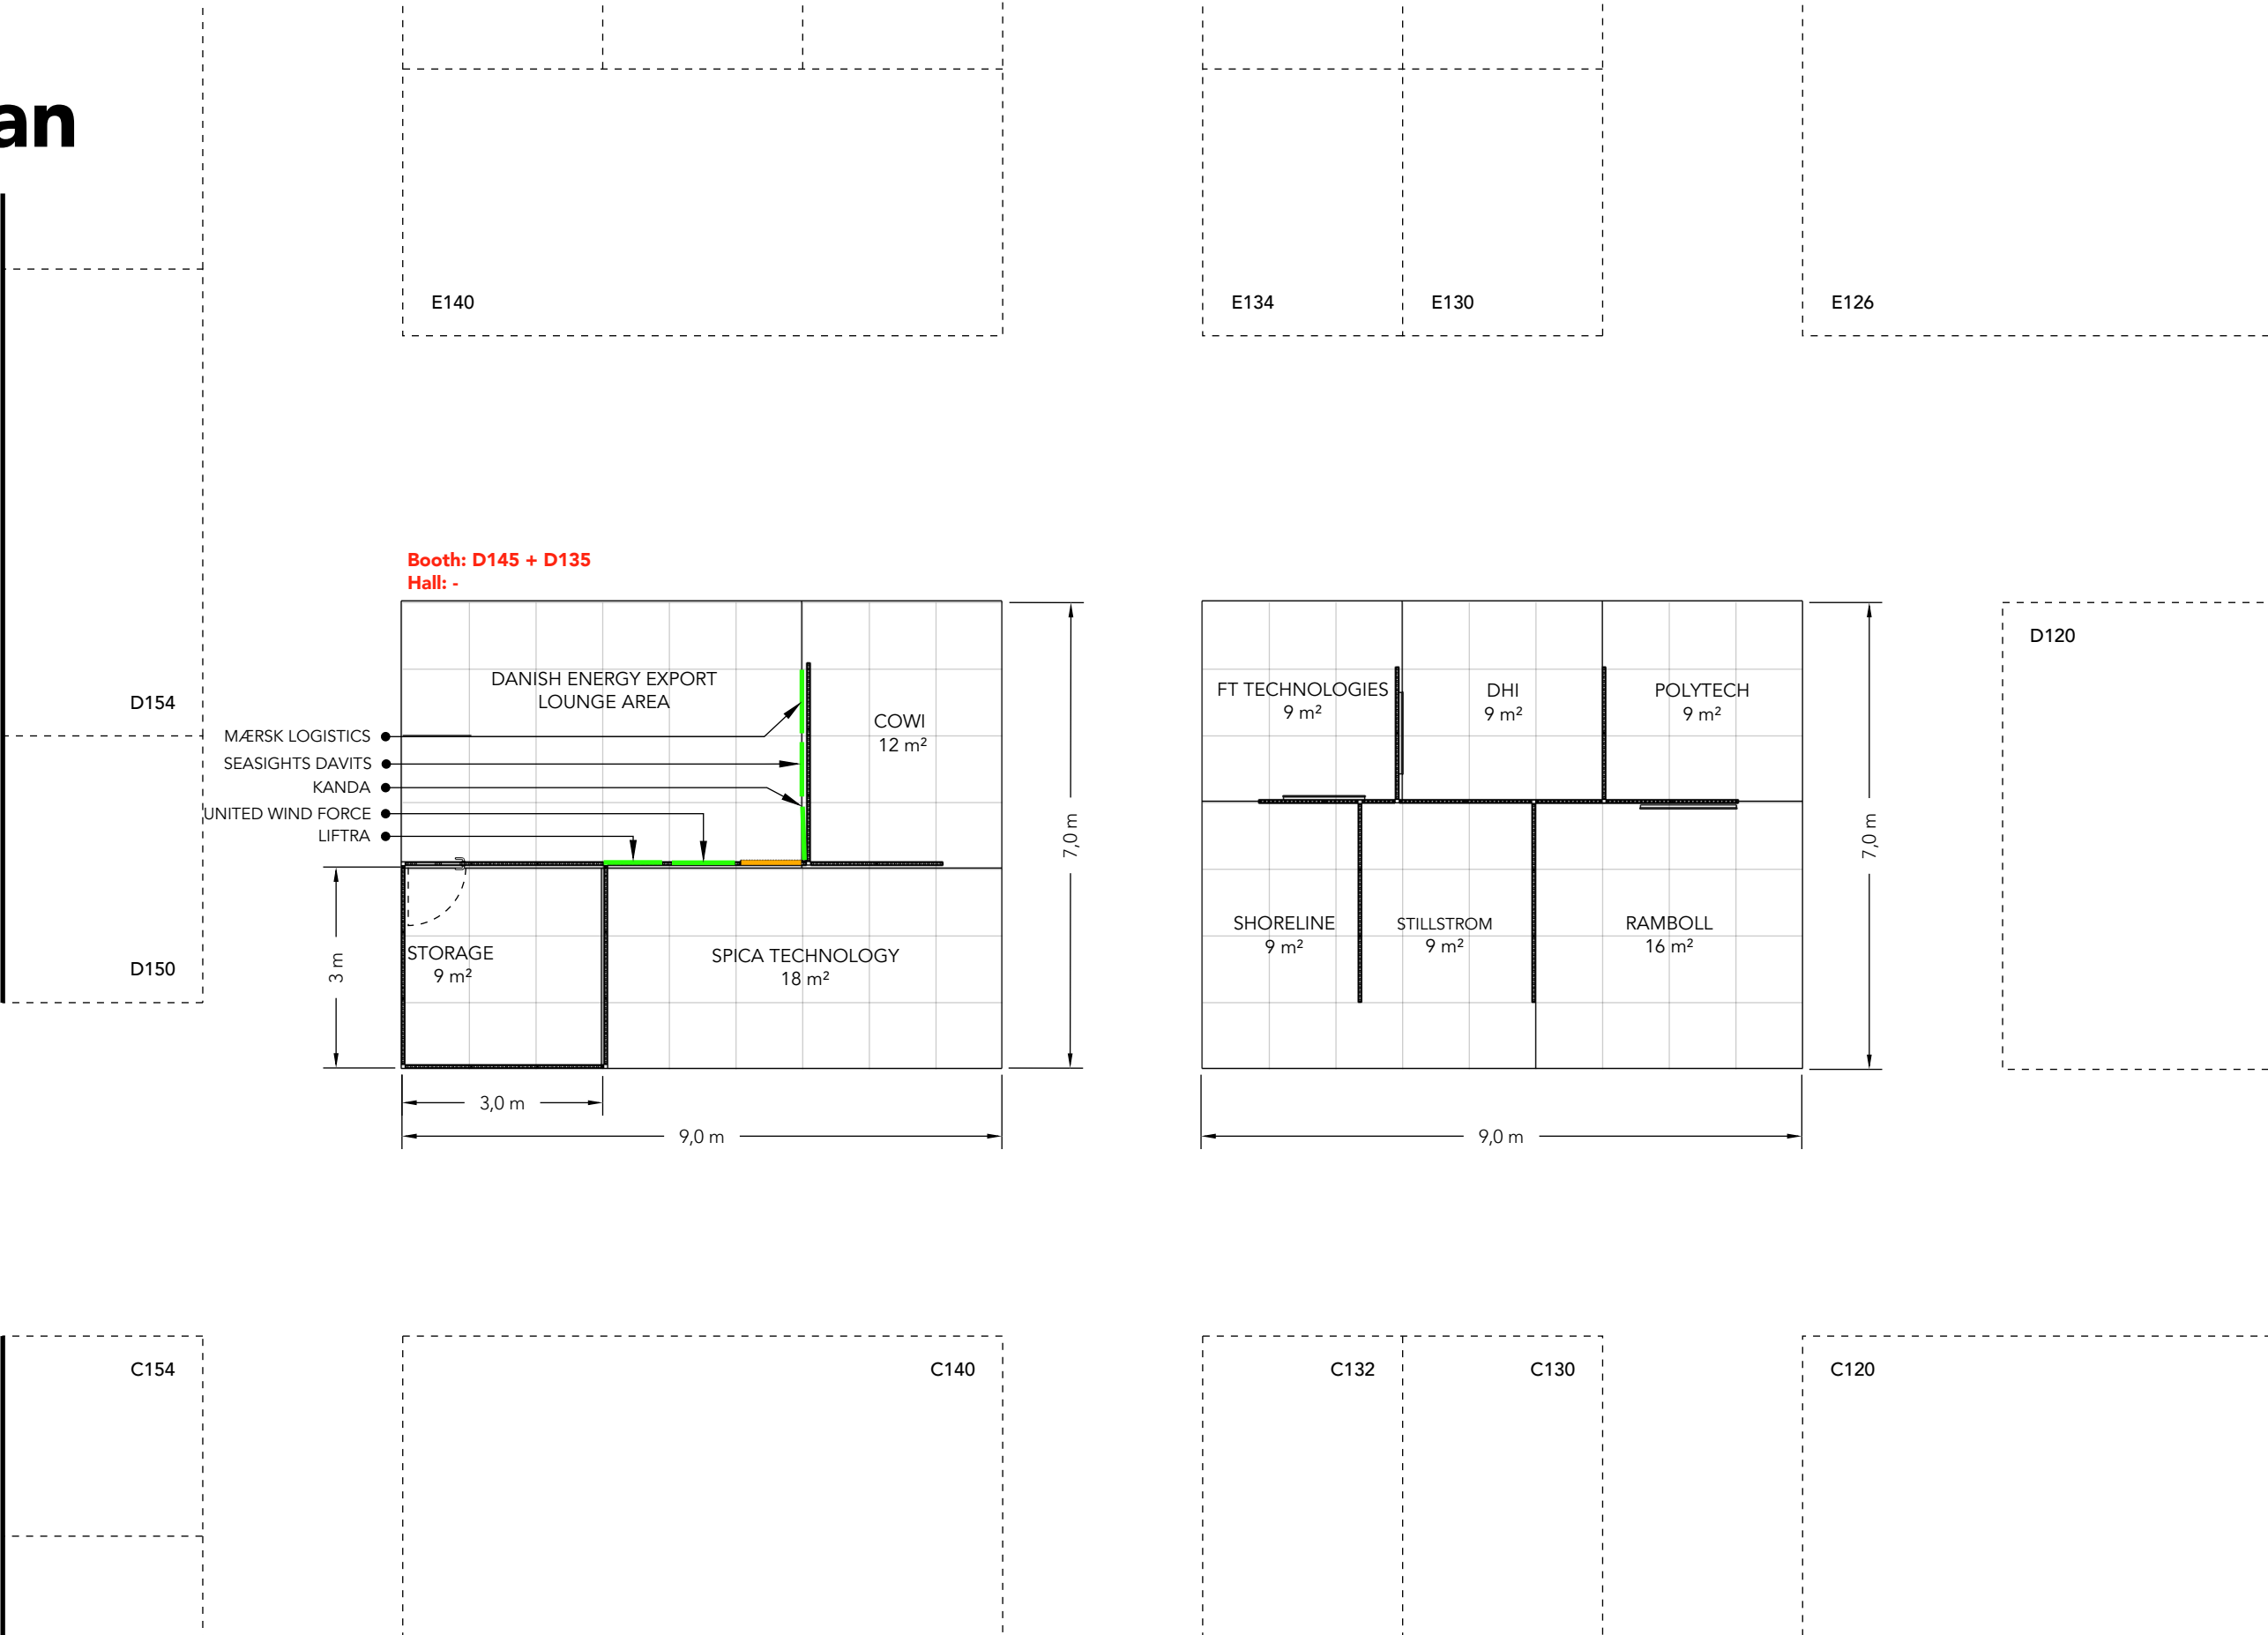 an
E140
E134
E130
E126
Booth: D145 + D135
Hall: -
D120
D154
DANISH ENERGY EXPORT
LOUNGE AREA
COWI
12 m²
FT TECHNOLOGIES
9 m²
DHI
9 m²
POLYTECH
9 m²
MÆRSK LOGISTICS
SEASIGHTS DAVITS
KANDA
UNITED WIND FORCE
LIFTRA
7,0 m
7,0 m
D150
3 m
STORAGE
9 m²
SPICA TECHNOLOGY
18 m²
SHORELINE
9 m²
STILLSTROM
9 m²
RAMBOLL
16 m²
3,0 m
9,0 m
9,0 m
C154
C140
C132
C130
C120